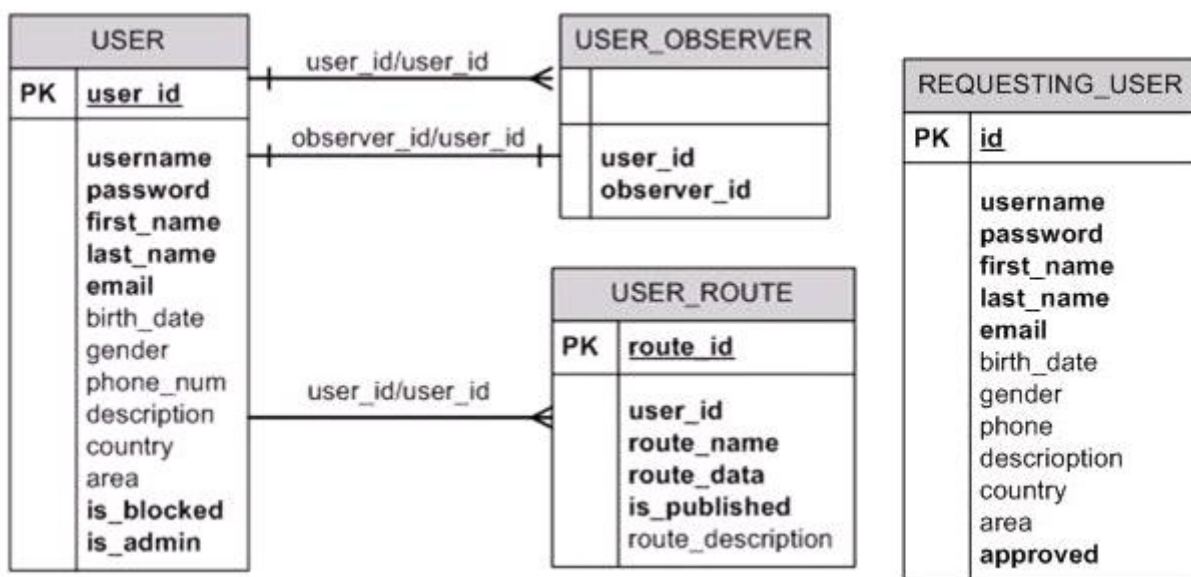 USER
PK user_id
username
password
first_name
last_name
email
birth_date
gender
phone_num
description
country
area
is_blocked
is_admin
user_id/user_id
observer_id/user_id
user_id/user_id
USER_OBSERVER
user_id
observer_id
USER_ROUTE
PK route_id
user_id
route_name
route_data
is_published
route_description
REQUESTING_USER
PK id
username
password
first_name
last_name
email
birth_date
gender
phone
descrioption
country
area
approved